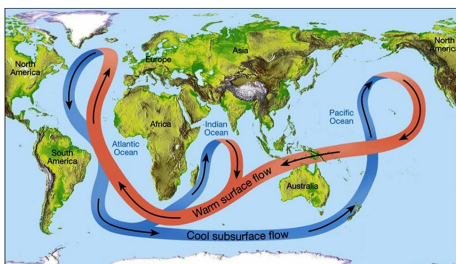 North
America
Europe
Asia
North
America
Africa
Indian
Ocean
Pacific
Ocean
Atlantic
Ocean
South
America
Australia
Warm surface flow
Cool subsurface flow